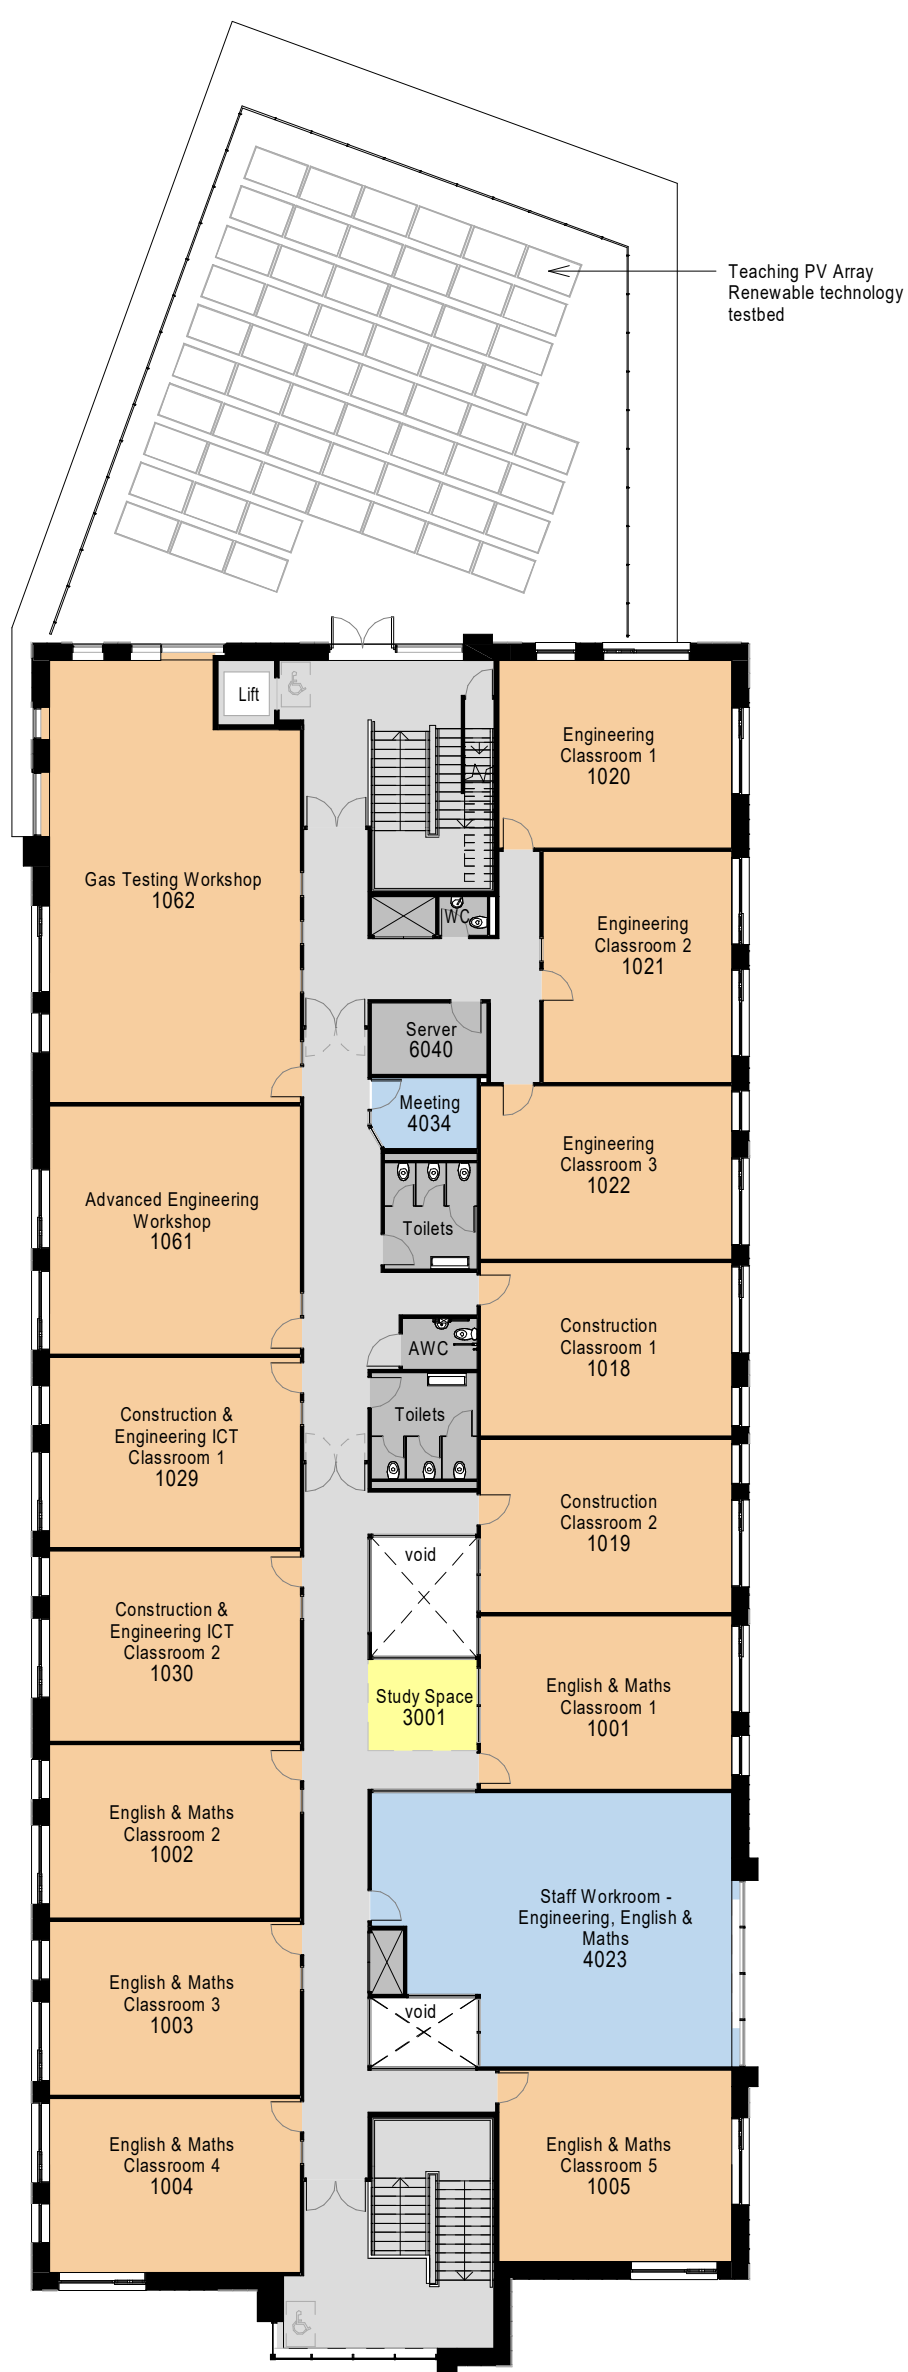 Teaching PV Array
Renewable technology
testbed
Lift
Engineering
Classroom 1
1020
Gas Testing Workshop
1062
WC
Engineering
Classroom 2
1021
Server
6040
Meeting
4034
Engineering
Classroom 3
1022
Advanced Engineering
Workshop
1061
Toilets
Construction
Classroom 1
1018
AWC
Construction &
Engineering ICT
Classroom 1
1029
Toilets
Construction
Classroom 2
1019
void
Construction &
Engineering ICT
Classroom 2
1030
Study Space
3001
English & Maths
Classroom 1
1001
English & Maths
Classroom 2
1002
Staff Workroom -
Engineering, English &
Maths
4023
English & Maths
Classroom 3
1003
void
English & Maths
Classroom 4
1004
English & Maths
Classroom 5
1005